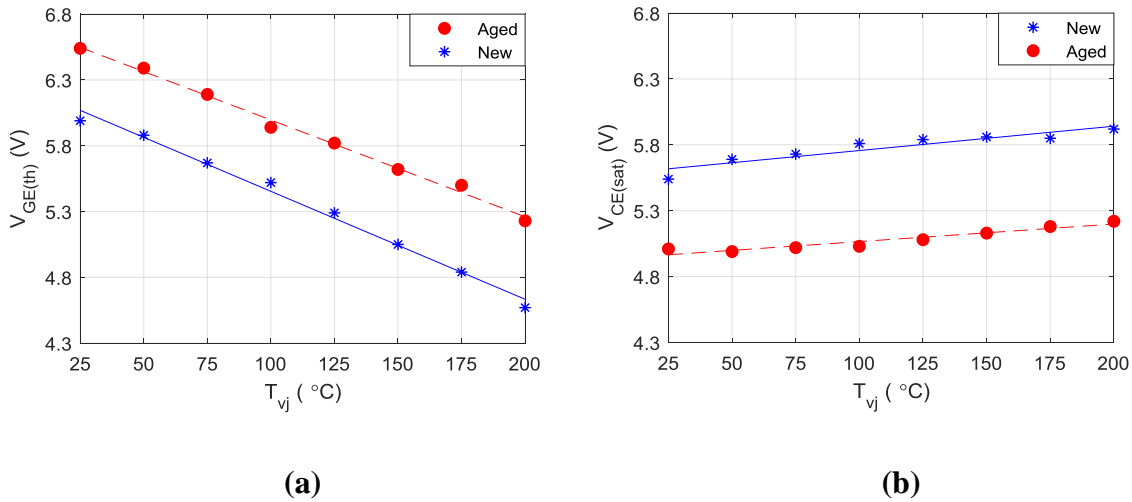 6.8
6.3
5.8
5.3
4.8
4.3
V_GE(th) (V)
Aged
New
25 50 75 100 125 150 175 200
T_vj ( °C)
(a)
6.8
6.3
5.8
5.3
4.8
4.3
V_CE(sat) (V)
New
Aged
25 50 75 100 125 150 175 200
T_vj ( °C)
(b)